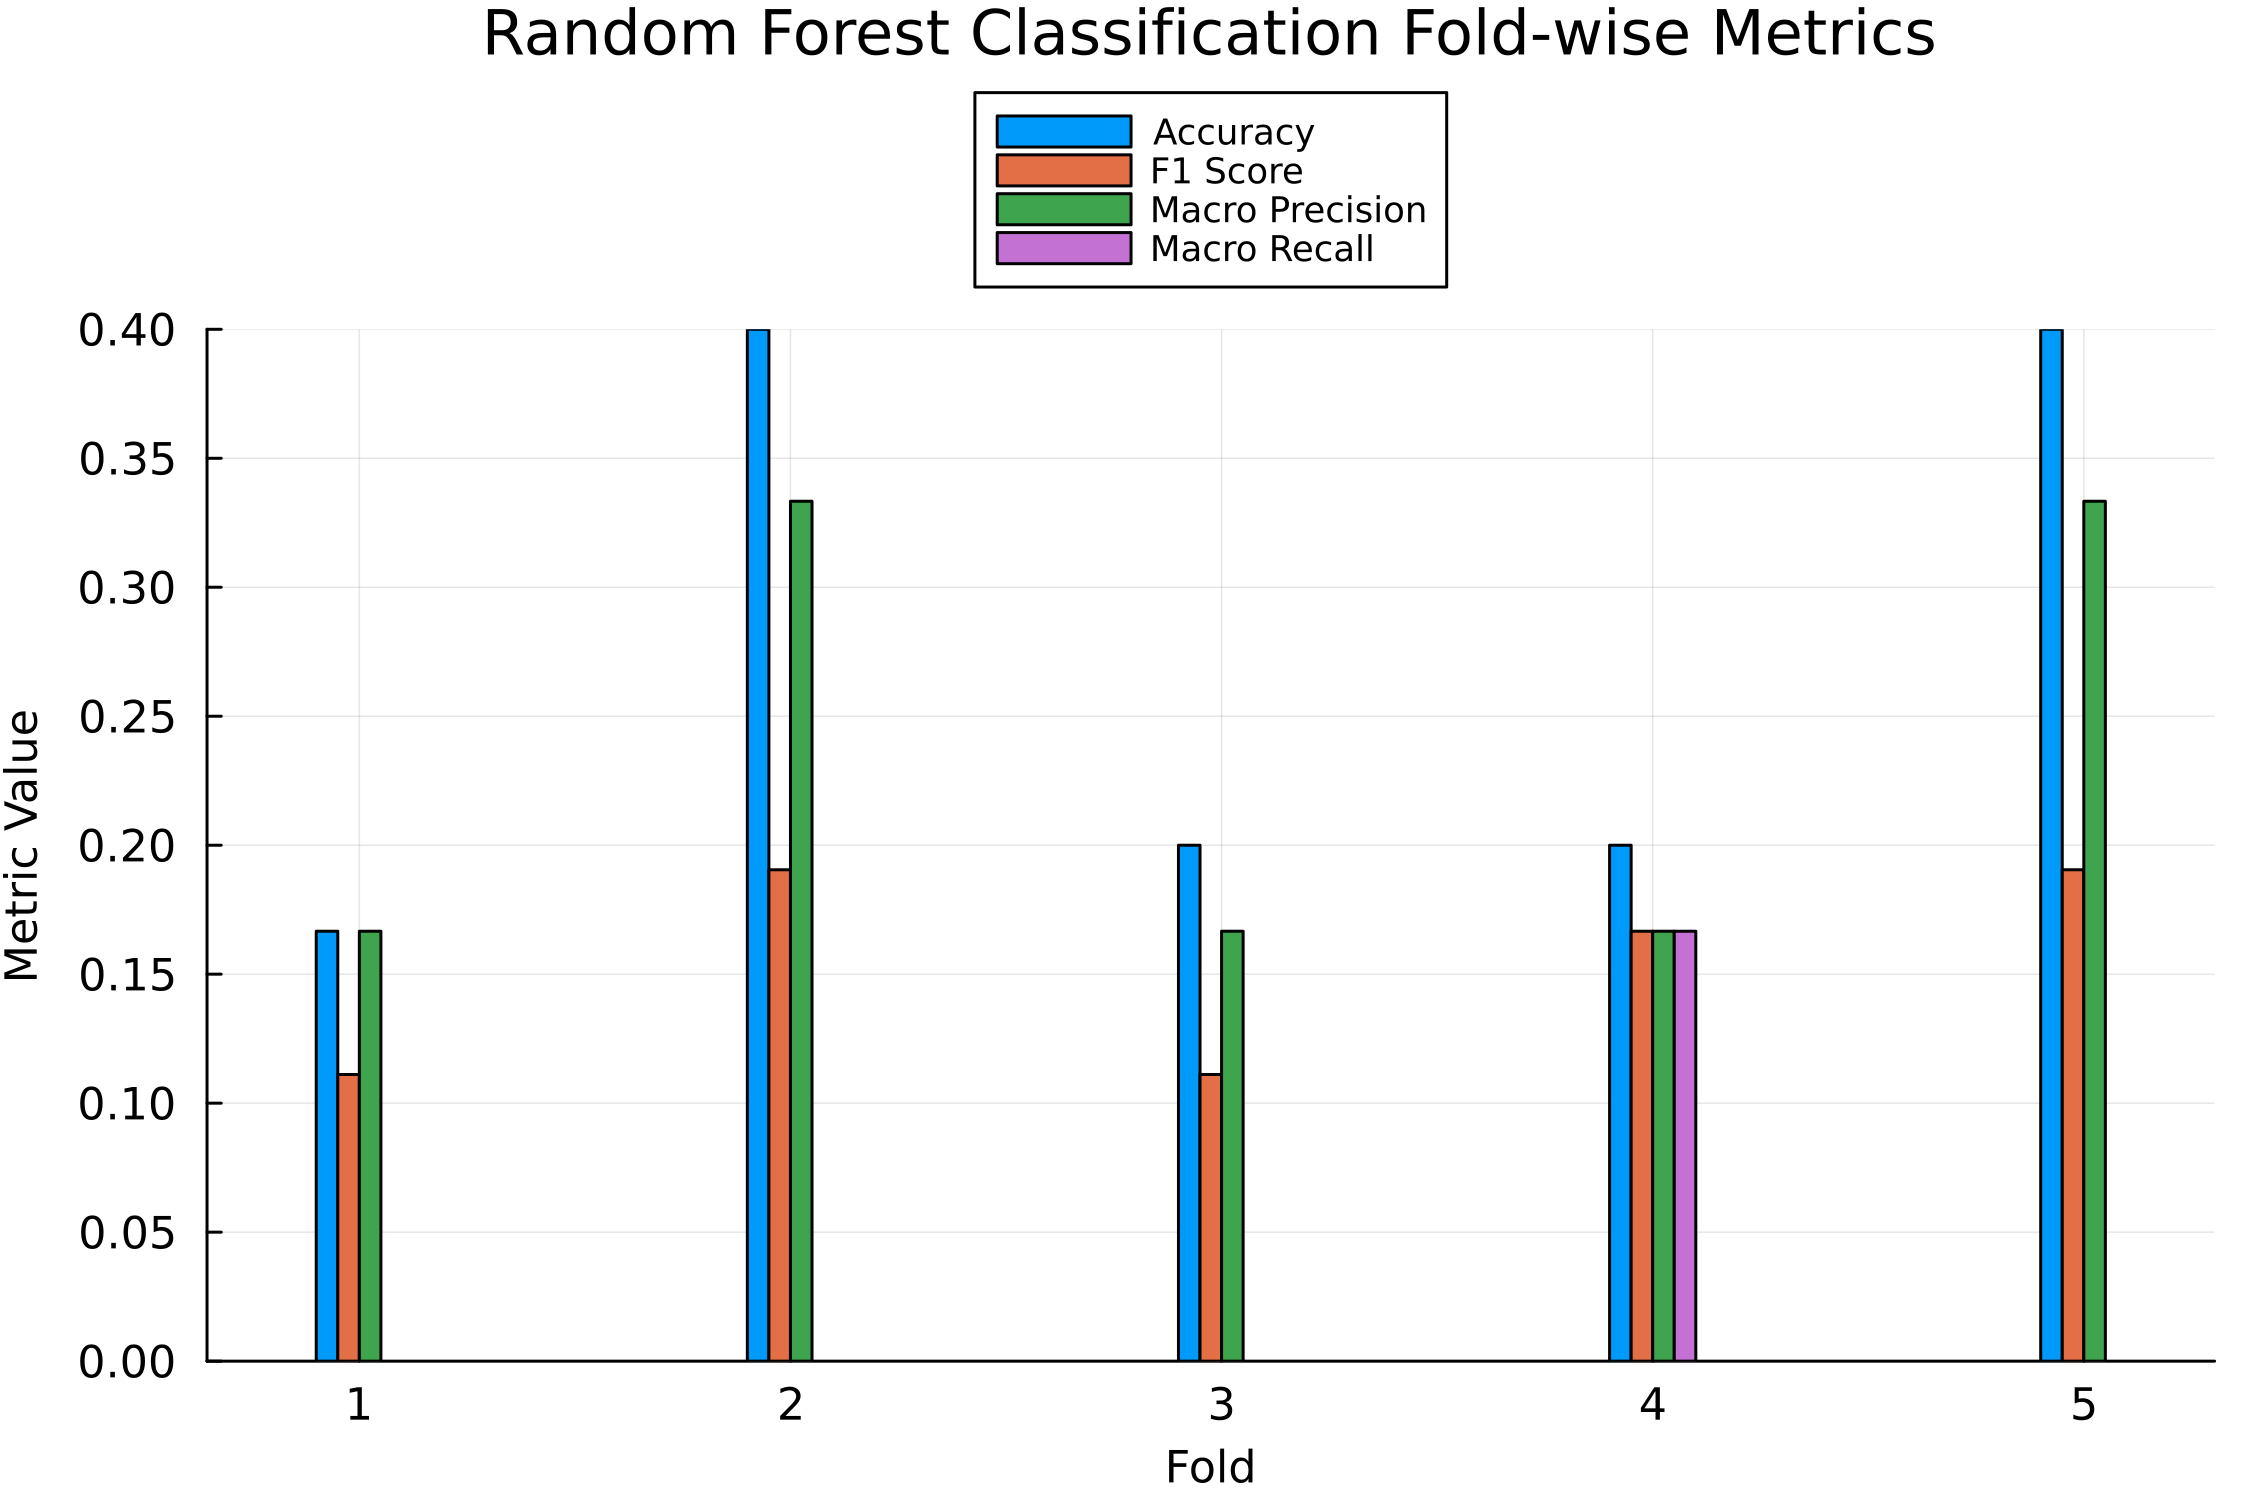 Random Forest Classification Fold-wise Metrics
Accuracy
F1 Score
Macro Precision
Macro Recall
0.40
0.35
0.30
0.25
0.20
0.15
0.10
0.05
0.00
Metric Value
1 2 3 4 5
Fold